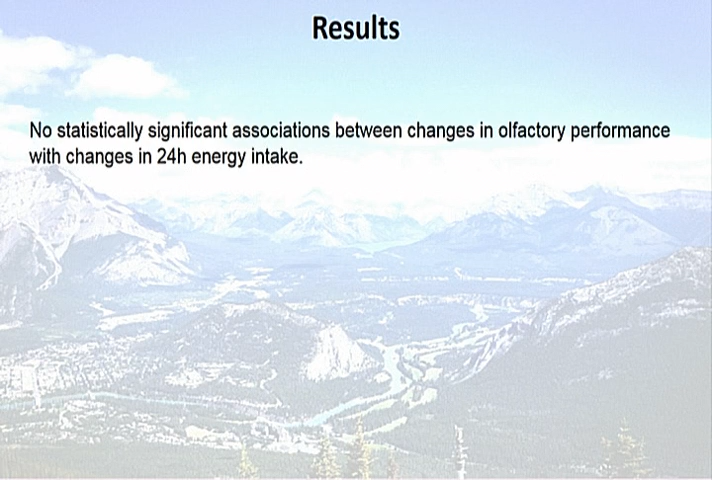 Results
No statistically significant associations between changes in olfactory performance
with changes in 24h energy intake.